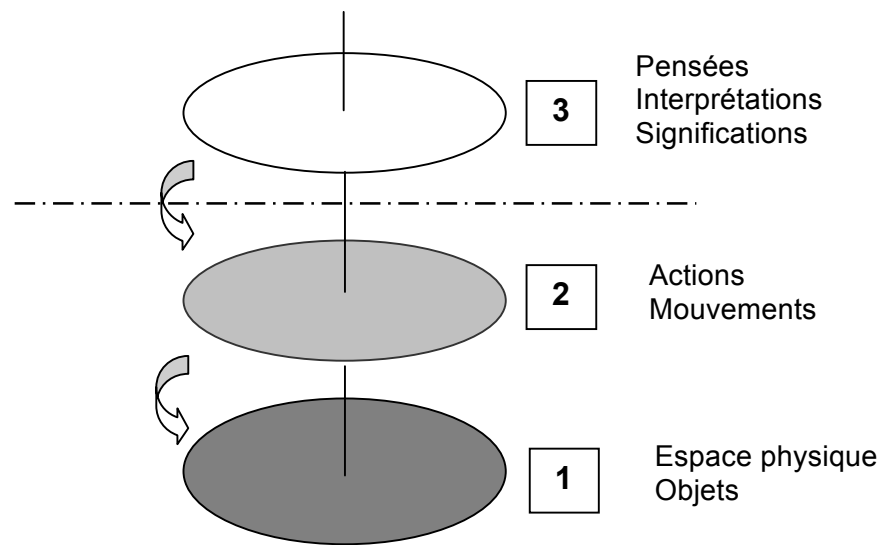 3
Pensées
Interprétations
Significations
2
Actions
Mouvements
1
Espace physique
Objets